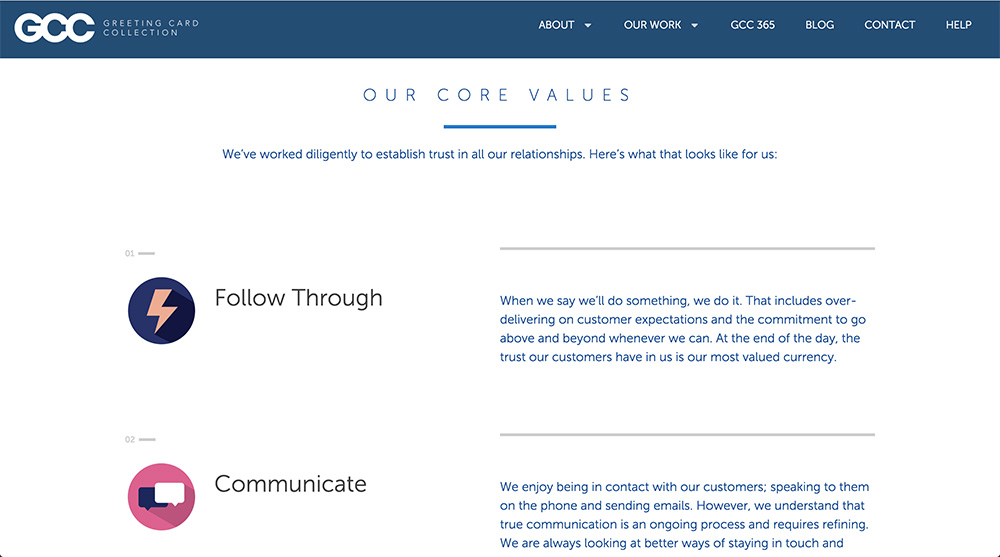 GCC GREETING CARD
COLLECTION
ABOUT OUR WORK GCC 365 BLOG CONTACT HELP
OUR CORE VALUES
We’ve worked diligently to establish trust in all our relationships. Here’s what that looks like for us:
01
Follow Through
When we say we’ll do something, we do it. That includes over-
delivering on customer expectations and the commitment to go
above and beyond whenever we can. At the end of the day, the
trust our customers have in us is our most valued currency.
02
Communicate
We enjoy being in contact with our customers; speaking to them
on the phone and sending emails. However, we understand that
true communication is an ongoing process and requires refining.
We are always looking at better ways of staying in touch and